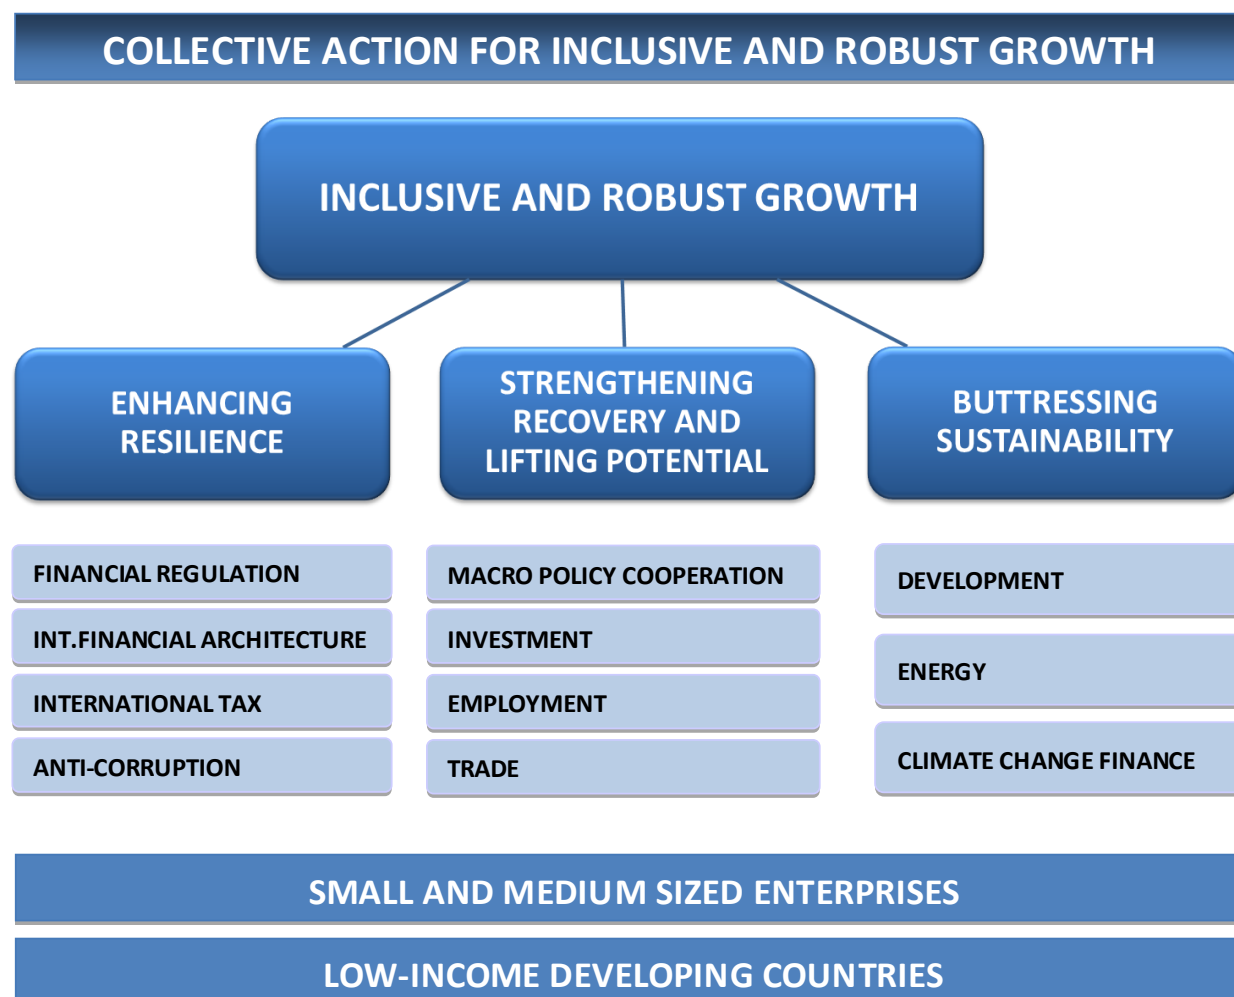 COLLECTIVE ACTION FOR INCLUSIVE AND ROBUST GROWTH
INCLUSIVE AND ROBUST GROWTH
ENHANCING
RESILIENCE
STRENGTHENING
RECOVERY AND
LIFTING POTENTIAL
BUTTRESSING
SUSTAINABILITY
FINANCIAL REGULATION
INT.FINANCIAL ARCHITECTURE
INTERNATIONAL TAX
ANTI-CORRUPTION
MACRO POLICY COOPERATION
INVESTMENT
EMPLOYMENT
TRADE
DEVELOPMENT
ENERGY
CLIMATE CHANGE FINANCE
SMALL AND MEDIUM SIZED ENTERPRISES
LOW-INCOME DEVELOPING COUNTRIES